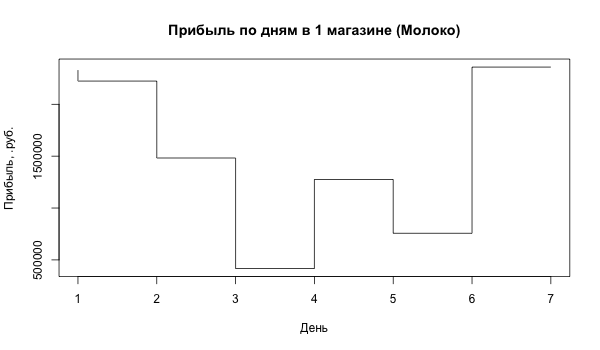 Прибыль по дням в 1 магазине (Молоко)
Прибыль, .руб.
1500000
500000
1 2 3 4 5 6 7
День